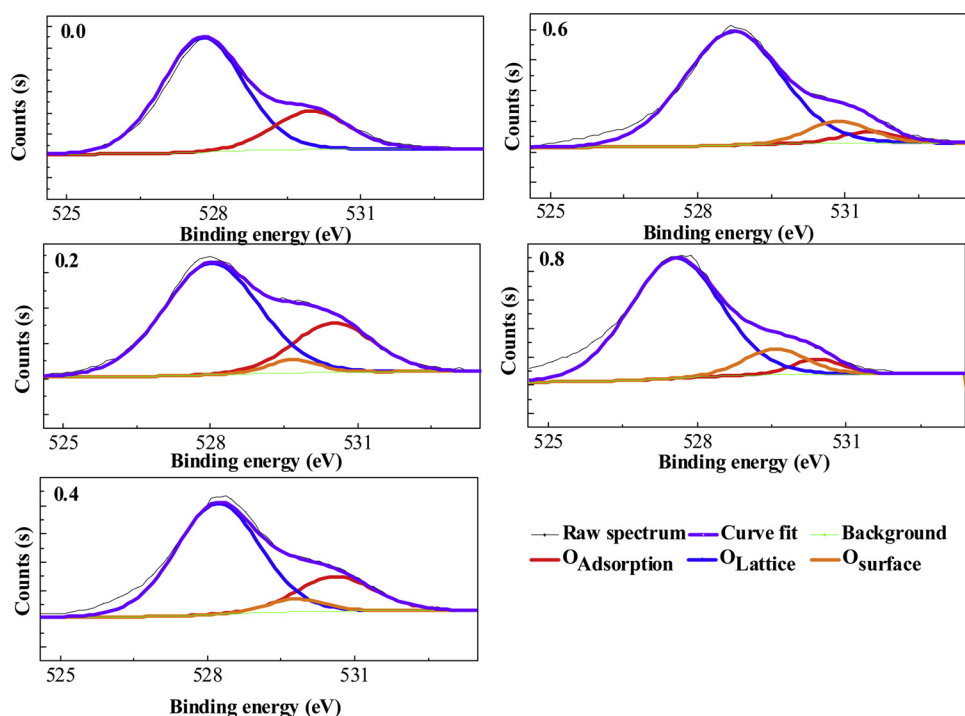 0.0
Counts (s)
525 528 531
Binding energy (eV)
0.6
Counts (s)
525 528 531
Binding energy (eV)
0.2
Counts (s)
525 528 531
Binding energy (eV)
0.8
Counts (s)
525 528 531
Binding energy (eV)
0.4
Counts (s)
525 528 531
Binding energy (eV)
Raw spectrum Curve fit Background
OAdsorption OLattice Osurface